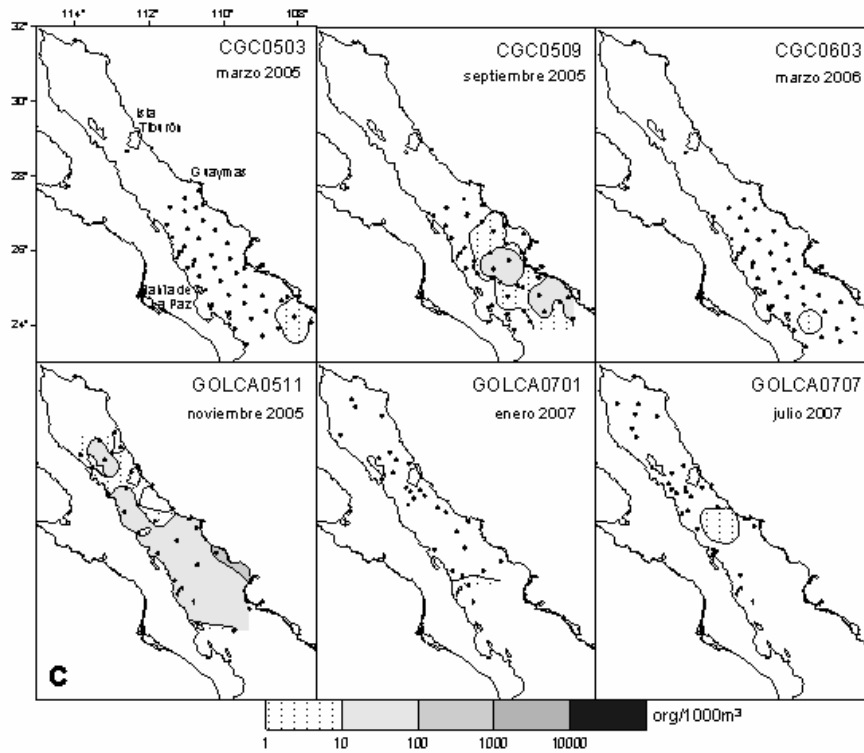 114° 112° 110° 108°
32°
30°
28°
26°
24°
CGC0503
marzo 2005
Isla
Tiburón
Guaymas
Bahía de
La Paz
CGC0509
septiembre 2005
CGC0603
marzo 2006
GOLCA0511
noviembre 2005
GOLCA0701
enero 2007
GOLCA0707
julio 2007
C
org/1000m³
1 10 100 1000 10000